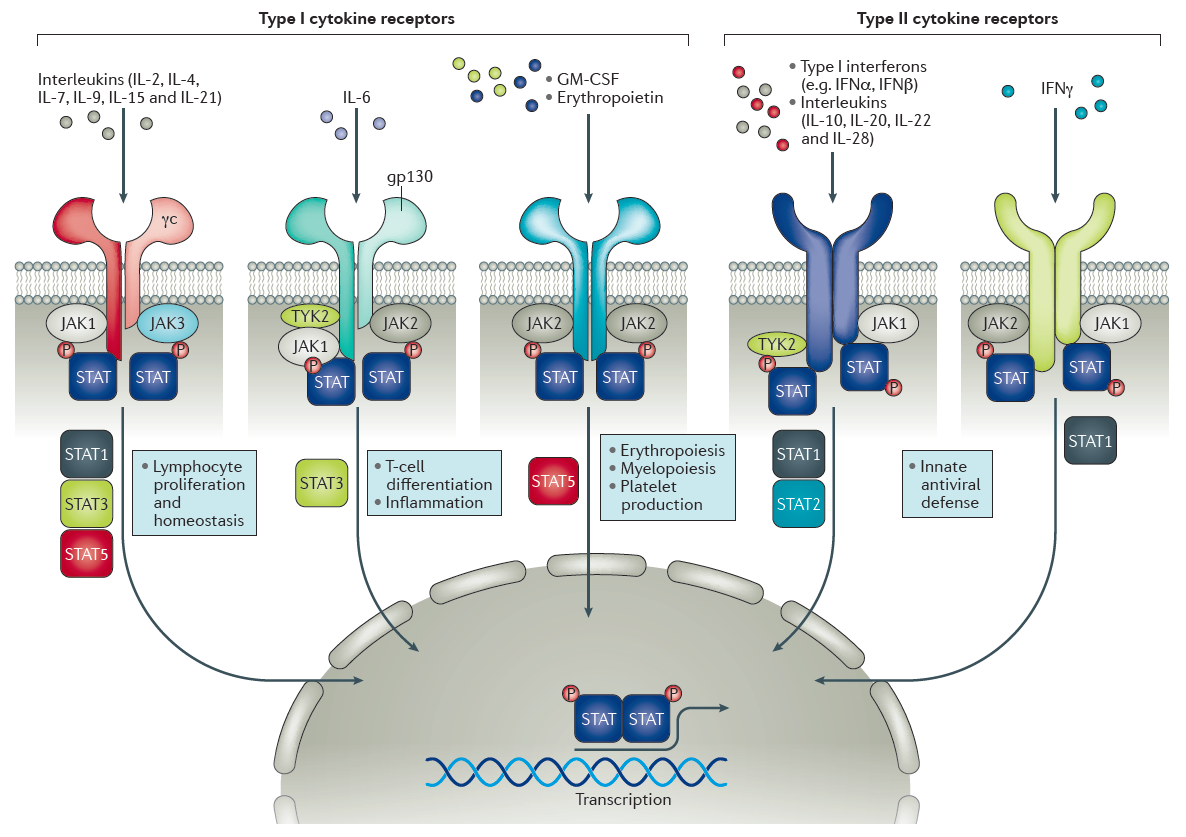 Type I cytokine receptors
Type II cytokine receptors
Interleukins (IL-2, IL-4,
IL-7, IL-9, IL-15 and IL-21)
IL-6
gp130
• GM-CSF
• Erythropoietin
• Type I interferons
(e.g. IFNα, IFNβ)
• Interleukins
(IL-10, IL-20, IL-22
and IL-28)
IFNγ
γc
JAK1
JAK3
P
P
STAT
STAT
TYK2
JAK1
JAK2
P
P
STAT
STAT
JAK2
JAK2
P
P
STAT
STAT
TYK2
JAK1
P
P
STAT
STAT
JAK2
JAK1
P
P
STAT
STAT
STAT1
STAT3
STAT5
• Lymphocyte
proliferation
and
homeostasis
STAT3
• T-cell
differentiation
• Inflammation
STAT5
• Erythropoiesis
• Myelopoiesis
• Platelet
production
STAT1
STAT2
• Innate
antiviral
defense
STAT1
P
P
STAT
STAT
Transcription